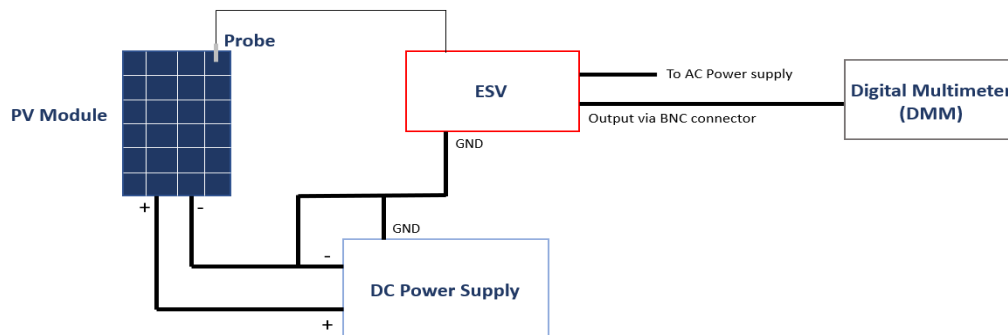 Probe
PV Module
ESV
To AC Power supply
Output via BNC connector
Digital Multimeter
(DMM)
GND
+
-
GND
-
DC Power Supply
+